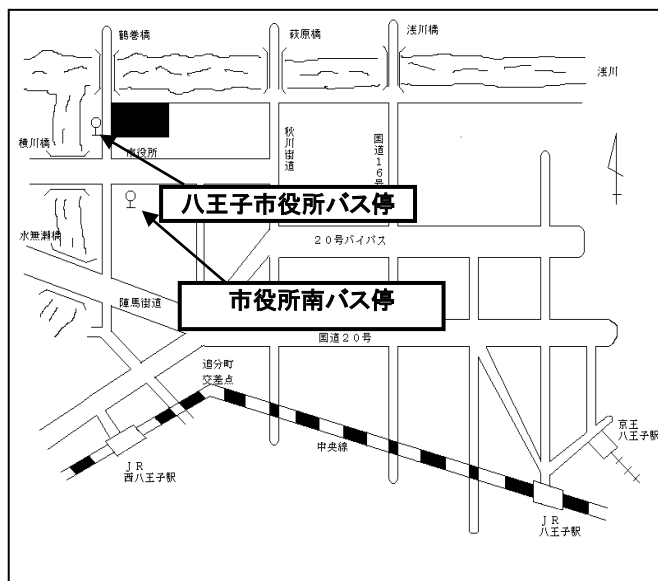 鶴巻橋
萩原橋
浅川橋
浅川
横川橋
市役所
秋川街道
国道16号
八王子市役所バス停
水無瀬橋
20号バイパス
市役所南バス停
陣馬街道
国道20号
追分町
交差点
中央線
京王
八王子駅
JR
西八王子駅
JR
八王子駅